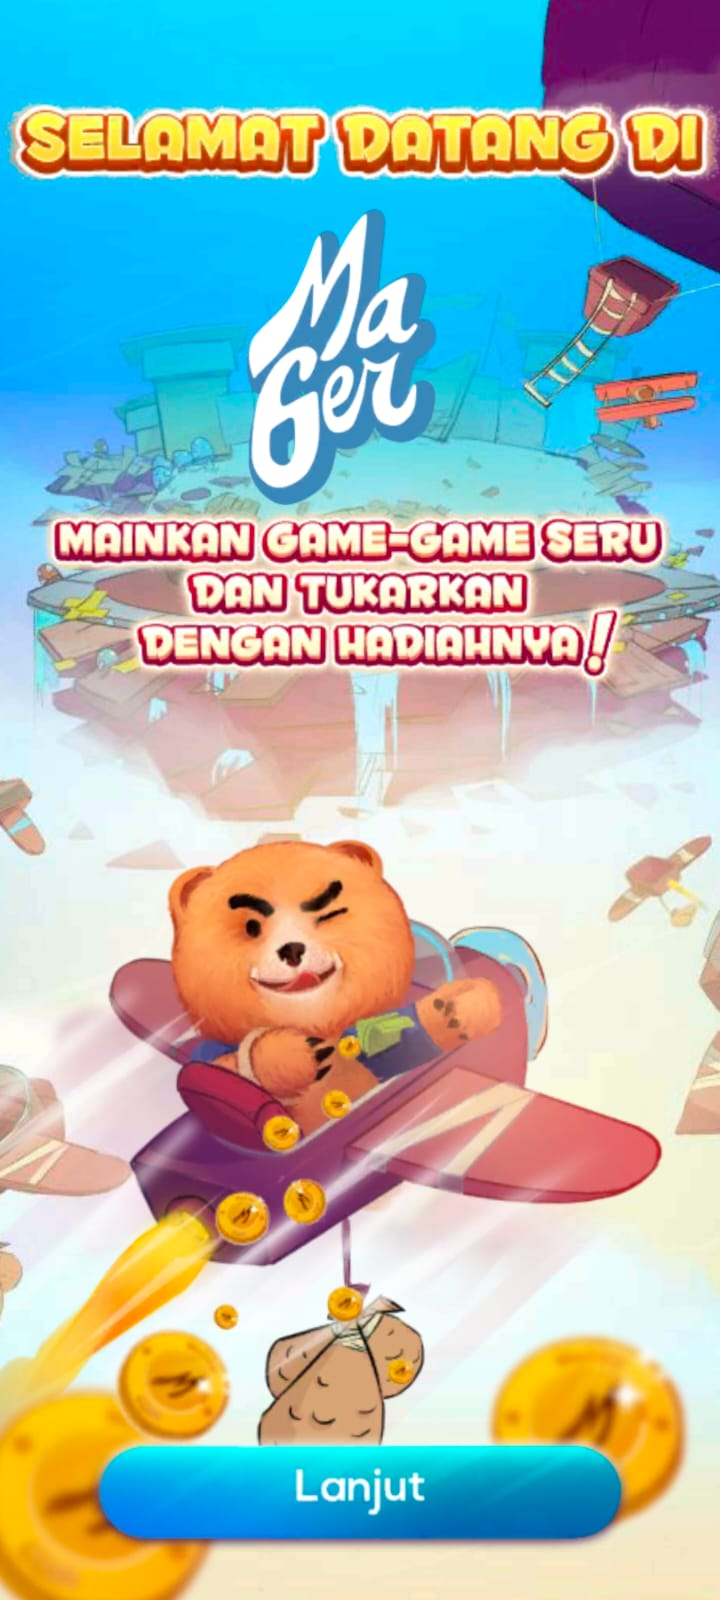 SELAMAT DATANG DI
Ma
Ger
MAINKAN GAME-GAME SERU
DAN TUKARKAN
DENGAN HADIAHNYA!
Lanjut